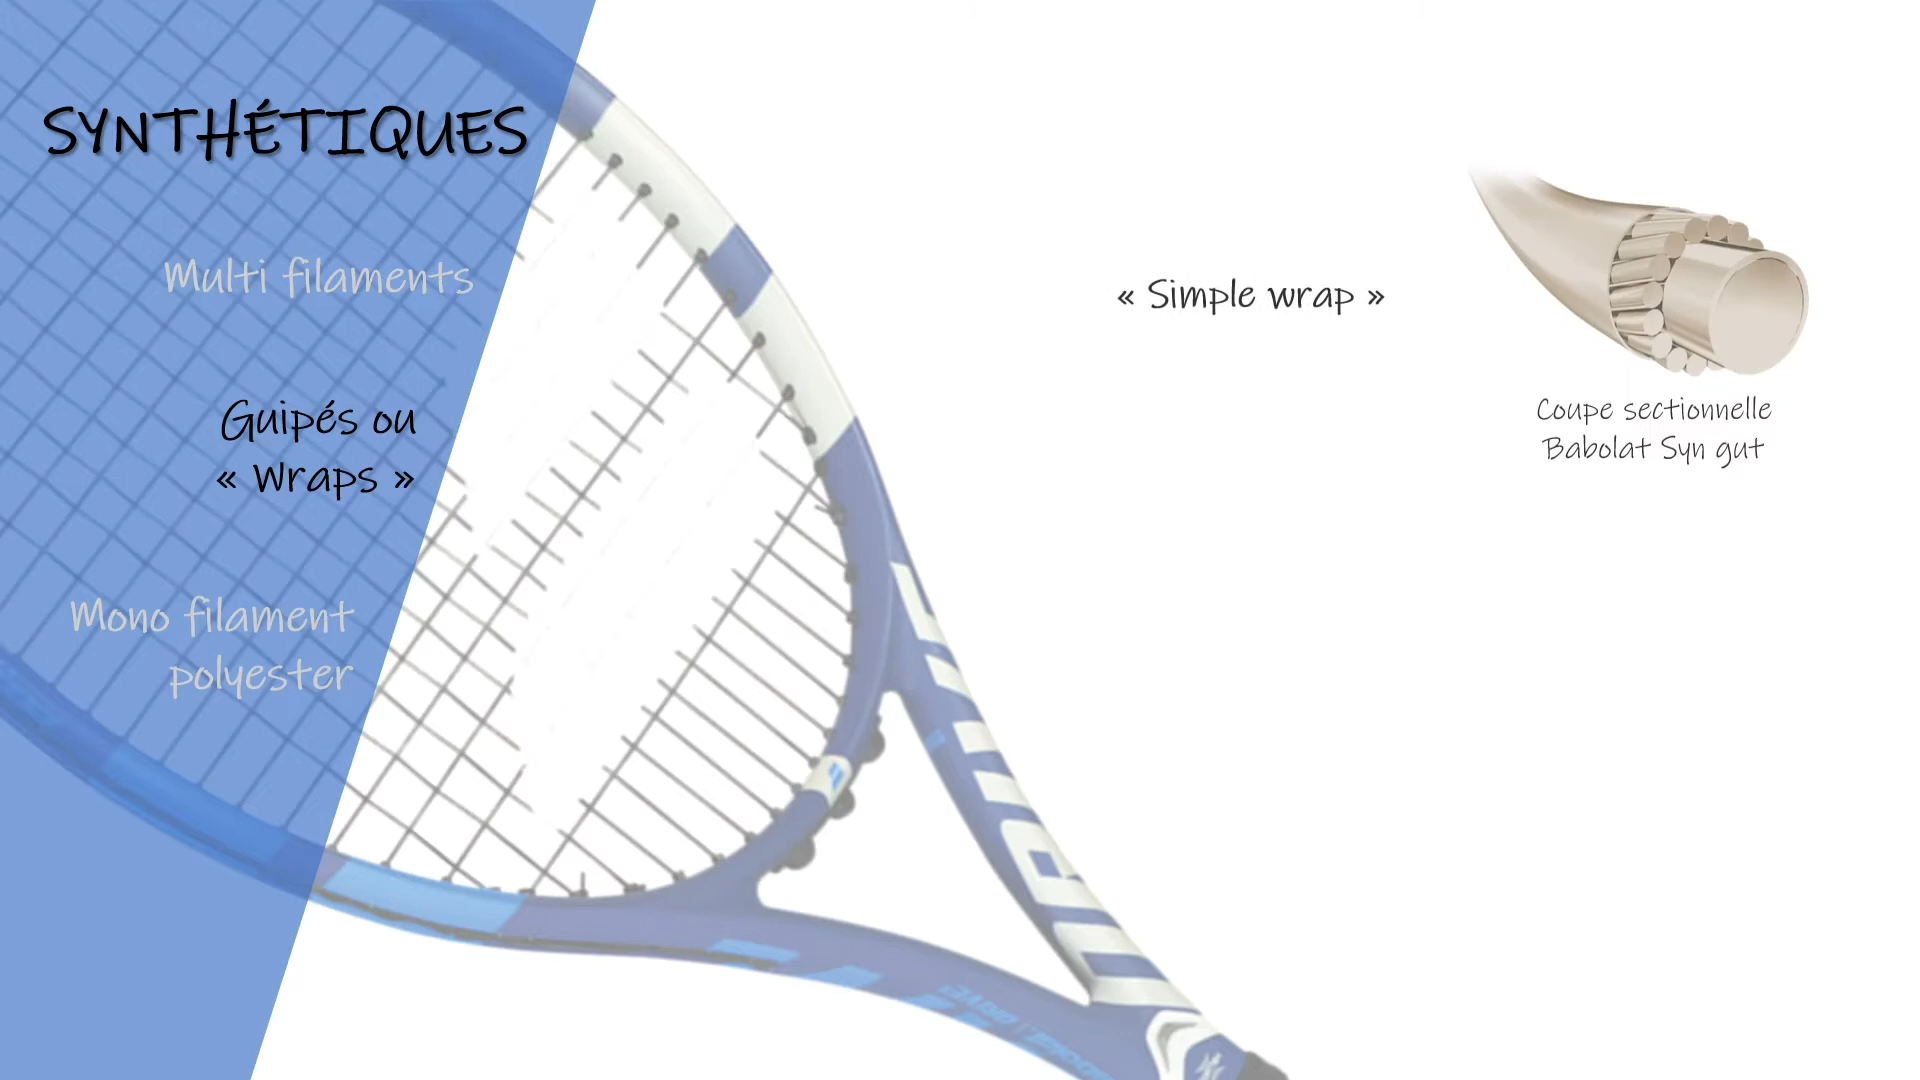 SYNTHÉTIQUES
Multi filaments
Guipés ou
« Wraps »
Mono filament
polyester
« Simple wrap »
Coupe sectionnelle
Babolat Syn gut